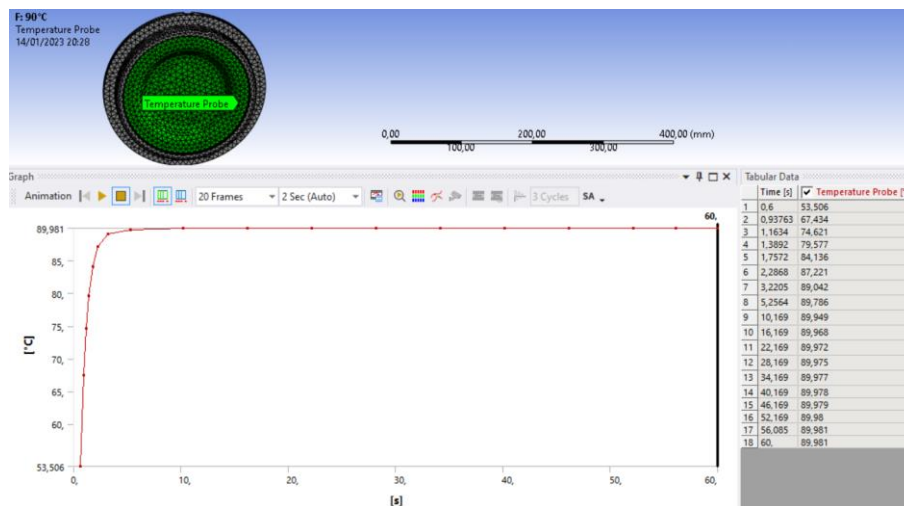 F: 90°C
Temperature Probe
14/01/2023 20:28
Temperature Probe
0,00 200,00 400,00 (mm)
100,00 300,00
Graph
Animation 20 Frames 2 Sec (Auto) 3 Cycles SA
60,
89,981
85,
80,
75,
70,
65,
60,
53,506
[°C]
0, 10, 20, 30, 40, 50, 60,
[s]
Tabular Data
Time [s] Temperature Probe [°
1 0,6 53,506
2 0,93763 67,434
3 1,1634 74,621
4 1,3892 79,577
5 1,7572 84,136
6 2,2868 87,221
7 3,2205 89,042
8 5,2564 89,786
9 10,169 89,949
10 16,169 89,968
11 22,169 89,972
12 28,169 89,975
13 34,169 89,977
14 40,169 89,978
15 46,169 89,979
16 52,169 89,98
17 56,085 89,981
18 60, 89,981